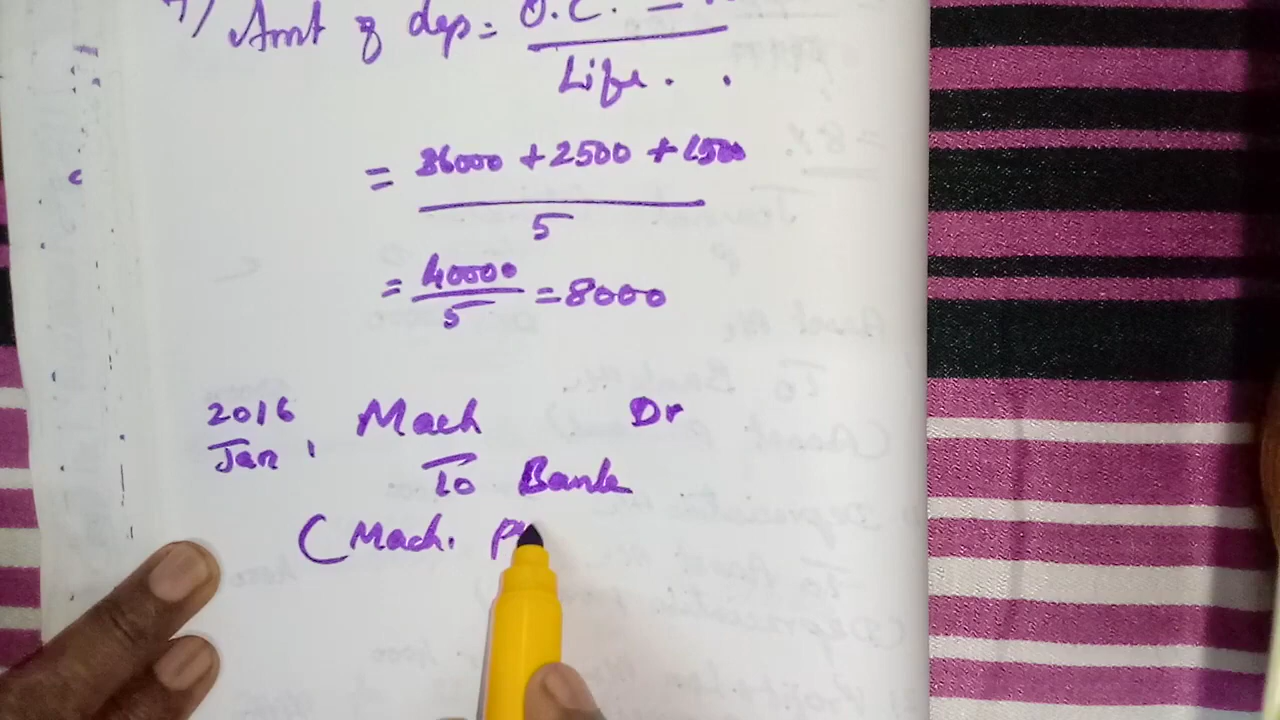 Amt of dep = O.C. -
Life.
= 36000 + 2500 + 1500
5
= 40000
5
= 8000
2016 Mach Dr
Jan 1
To Bank
(Mach.